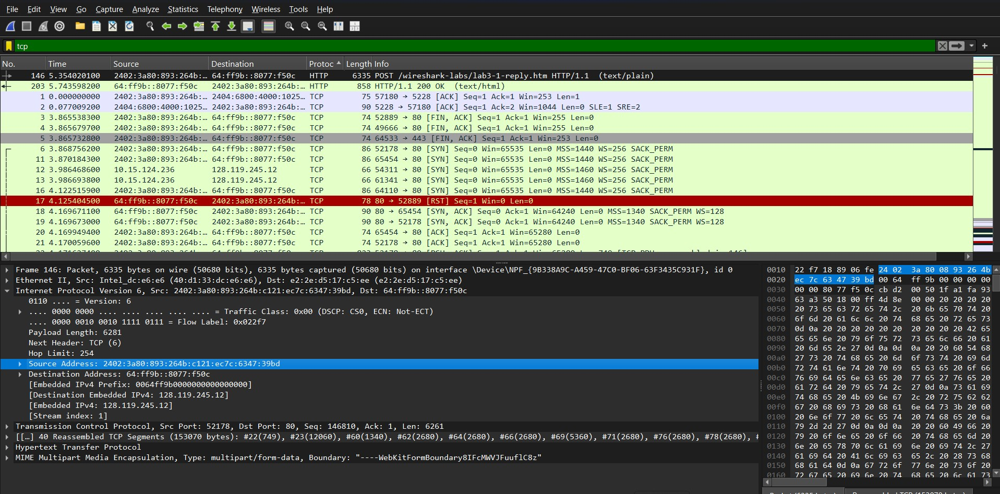 File Edit View Go Capture Analyze Statistics Telephony Wireless Tools Help
tcp
No. Time Source Destination Protoc Length Info
146 5.354020100 2402:3a80:893:264b:… 64:ff9b::8077:f50c HTTP 6335 POST /wireshark-labs/lab3-1-reply.htm HTTP/1.1 (text/plain)
203 5.743598200 64:ff9b::8077:f50c 2402:3a80:893:264b:… HTTP 858 HTTP/1.1 200 OK (text/html)
1 0.000000000 2402:3a80:893:264b:… 2404:6800:4000:1025… TCP 75 57180 → 5228 [ACK] Seq=1 Ack=1 Win=253 Len=1
2 0.077009200 2404:6800:4000:1025… 2402:3a80:893:264b:… TCP 90 5228 → 57180 [ACK] Seq=1 Ack=2 Win=1044 Len=0 SLE=1 SRE=2
3 3.865538300 2402:3a80:893:264b:… 64:ff9b::8077:f50c TCP 74 52889 → 80 [FIN, ACK] Seq=1 Ack=1 Win=255 Len=0
4 3.865679700 2402:3a80:893:264b:… 64:ff9b::8077:f50c TCP 74 49666 → 80 [FIN, ACK] Seq=1 Ack=1 Win=255 Len=0
5 3.865732800 2402:3a80:893:264b:… 64:ff9b::8077:f50c TCP 74 64533 → 443 [FIN, ACK] Seq=1 Ack=1 Win=253 Len=0
6 3.868756200 2402:3a80:893:264b:… 64:ff9b::8077:f50c TCP 86 52178 → 80 [SYN] Seq=0 Win=65535 Len=0 MSS=1440 WS=256 SACK_PERM
11 3.870184300 2402:3a80:893:264b:… 64:ff9b::8077:f50c TCP 86 65454 → 80 [SYN] Seq=0 Win=65535 Len=0 MSS=1440 WS=256 SACK_PERM
12 3.986468600 10.15.124.236 128.119.245.12 TCP 66 54311 → 80 [SYN] Seq=0 Win=65535 Len=0 MSS=1460 WS=256 SACK_PERM
13 3.986693800 10.15.124.236 128.119.245.12 TCP 66 61341 → 80 [SYN] Seq=0 Win=65535 Len=0 MSS=1460 WS=256 SACK_PERM
16 4.122515900 2402:3a80:893:264b:… 64:ff9b::8077:f50c TCP 86 64110 → 80 [SYN] Seq=0 Win=65535 Len=0 MSS=1440 WS=256 SACK_PERM
17 4.125404500 64:ff9b::8077:f50c 2402:3a80:893:264b:… TCP 78 80 → 52889 [RST] Seq=1 Win=0 Len=0
18 4.169671100 64:ff9b::8077:f50c 2402:3a80:893:264b:… TCP 90 80 → 65454 [SYN, ACK] Seq=0 Ack=1 Win=64240 Len=0 MSS=1340 SACK_PERM WS=128
19 4.169673000 64:ff9b::8077:f50c 2402:3a80:893:264b:… TCP 90 80 → 52178 [SYN, ACK] Seq=0 Ack=1 Win=64240 Len=0 MSS=1340 SACK_PERM WS=128
20 4.169949400 2402:3a80:893:264b:… 64:ff9b::8077:f50c TCP 74 65454 → 80 [ACK] Seq=1 Ack=1 Win=65280 Len=0
21 4.170059600 2402:3a80:893:264b:… 64:ff9b::8077:f50c TCP 74 52178 → 80 [ACK] Seq=1 Ack=1 Win=65280 Len=0
Frame 146: Packet, 6335 bytes on wire (50680 bits), 6335 bytes captured (50680 bits) on interface \Device\NPF_{9B338A9C-A459-47C0-BF06-63F3435C931F}, id 0
Ethernet II, Src: Intel_dc:e6:e6 (40:d1:33:dc:e6:e6), Dst: e2:2e:d5:17:c5:ee (e2:2e:d5:17:c5:ee)
Internet Protocol Version 6, Src: 2402:3a80:893:264b:c121:ec7c:6347:39bd, Dst: 64:ff9b::8077:f50c
0110 .... = Version: 6
.... 0000 0000 .... .... .... .... .... = Traffic Class: 0x00 (DSCP: CS0, ECN: Not-ECT)
.... 0000 0010 0010 1111 0111 = Flow Label: 0x022f7
Payload Length: 6281
Next Header: TCP (6)
Hop Limit: 254
Source Address: 2402:3a80:893:264b:c121:ec7c:6347:39bd
Destination Address: 64:ff9b::8077:f50c
[Embedded IPv4 Prefix: 0064ff9b0000000000000000]
[Destination Embedded IPv4: 128.119.245.12]
[Embedded IPv4: 128.119.245.12]
[Stream index: 1]
Transmission Control Protocol, Src Port: 52178, Dst Port: 80, Seq: 146810, Ack: 1, Len: 6261
[[…] 40 Reassembled TCP Segments (153070 bytes): #22(749), #23(12060), #60(1340), #62(2680), #64(2680), #66(2680), #69(5360), #71(2680), #76(2680), #78(2680),
Hypertext Transfer Protocol
MIME Multipart Media Encapsulation, Type: multipart/form-data, Boundary: "----WebKitFormBoundary8IFcMWVJFuuflC8z"
0010 22 f7 18 89 06 fe 24 02 3a 80 08 93 26 4b
0020 ec 7c 63 47 39 bd 00 64 ff 9b 00 00 00 00
0030 00 00 80 77 f5 0c cb d2 00 50 1f a1 fa 93
0040 63 a3 50 18 00 ff 4d 8e 00 00 20 20 20 20
0050 20 73 65 63 72 65 74 2c 20 6b 65 70 74 20
0060 6f 6d 20 61 6c 6c 20 74 68 65 20 72 65 73
0070 0d 0a 20 20 20 20 20 20 20 20 20 20 42 65
0080 65 65 6e 20 79 6f 75 72 73 65 6c 66 20 61
0090 20 6d 65 2e 27 0d 0a 0d 0a 20 20 60 54 68
00a0 27 73 20 74 68 65 20 6d 6f 73 74 20 69 6d
00b0 72 74 61 6e 74 20 70 69 65 63 65 20 6f 66
00c0 76 69 64 65 6e 63 65 20 77 65 27 76 65 20
00d0 61 72 64 20 79 65 74 2c 27 0d 0a 73 61 69
00e0 74 68 65 20 4b 69 6e 67 2c 20 72 75 62 62
00f0 67 20 68 69 73 20 68 61 6e 64 73 3b 20 60
0100 20 6e 6f 77 20 6c 65 74 20 74 68 65 20 6a
0110 79 2d 2d 27 0d 0a 0d 0a 20 20 60 49 66 20
0120 79 20 6f 6e 65 20 6f 66 20 74 68 65 6d 20
0130 6e 20 65 78 70 6c 61 69 6e 20 69 74 2c 27
0140 61 69 64 20 41 6c 69 63 65 2c 20 28 73 68
0150 68 61 64 0d 0a 67 72 6f 77 6e 20 73 6f 20
0160 72 67 65 20 69 6e 20 74 68 65 20 6c 61 73